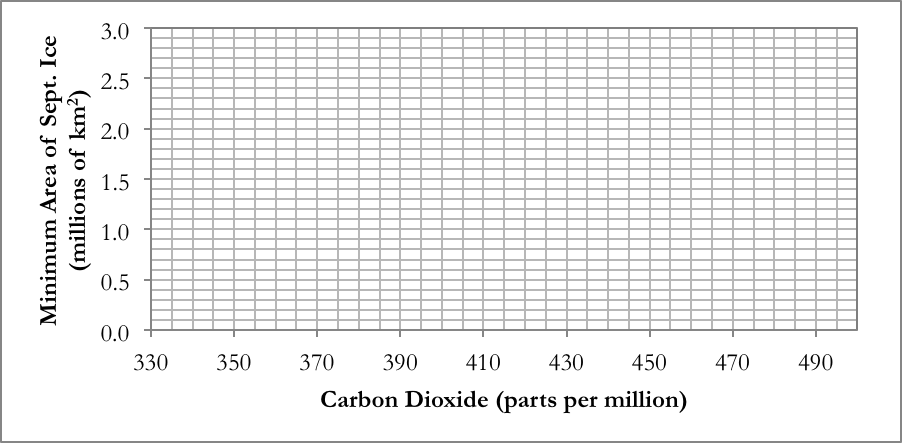 Minimum Area of Sept. Ice
(millions of km²)
3.0
2.5
2.0
1.5
1.0
0.5
0.0
330 350 370 390 410 430 450 470 490
Carbon Dioxide (parts per million)